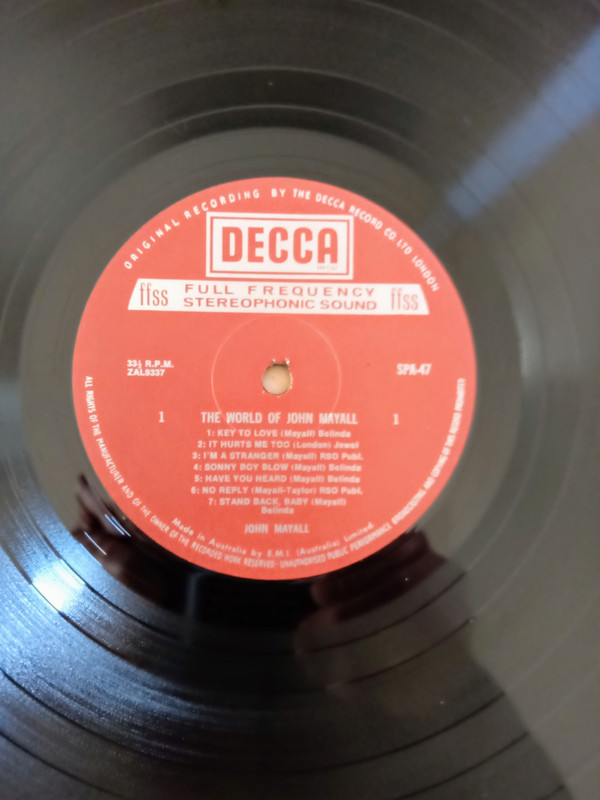 ORIGINAL RECORDING BY THE DECCA RECORD CO. LTD LONDON
DECCA
ffss FULL FREQUENCY STEREOPHONIC SOUND ffss
33⅓ R.P.M.
ZAL9337
SPA-47
1 THE WORLD OF JOHN MAYALL 1
1: KEY TO LOVE (Mayall) Belinda
2: IT HURTS ME TOO (London) Jewel
3: I'M A STRANGER (Mayall) RSO Publ.
4: SONNY BOY BLOW (Mayall) Belinda
5: HAVE YOU HEARD (Mayall) Belinda
6: NO REPLY (Mayall-Taylor) RSO Publ.
7: STAND BACK, BABY (Mayall)
Belinda
JOHN MAYALL
Made in Australia by E.M.I. (Australia) Limited
ALL RIGHTS OF THE MANUFACTURER AND OF THE OWNER OF THE RECORDED WORK RESERVED - UNAUTHORISED PUBLIC PERFORMANCE BROADCASTING AND COPYING OF THIS RECORD PROHIBITED